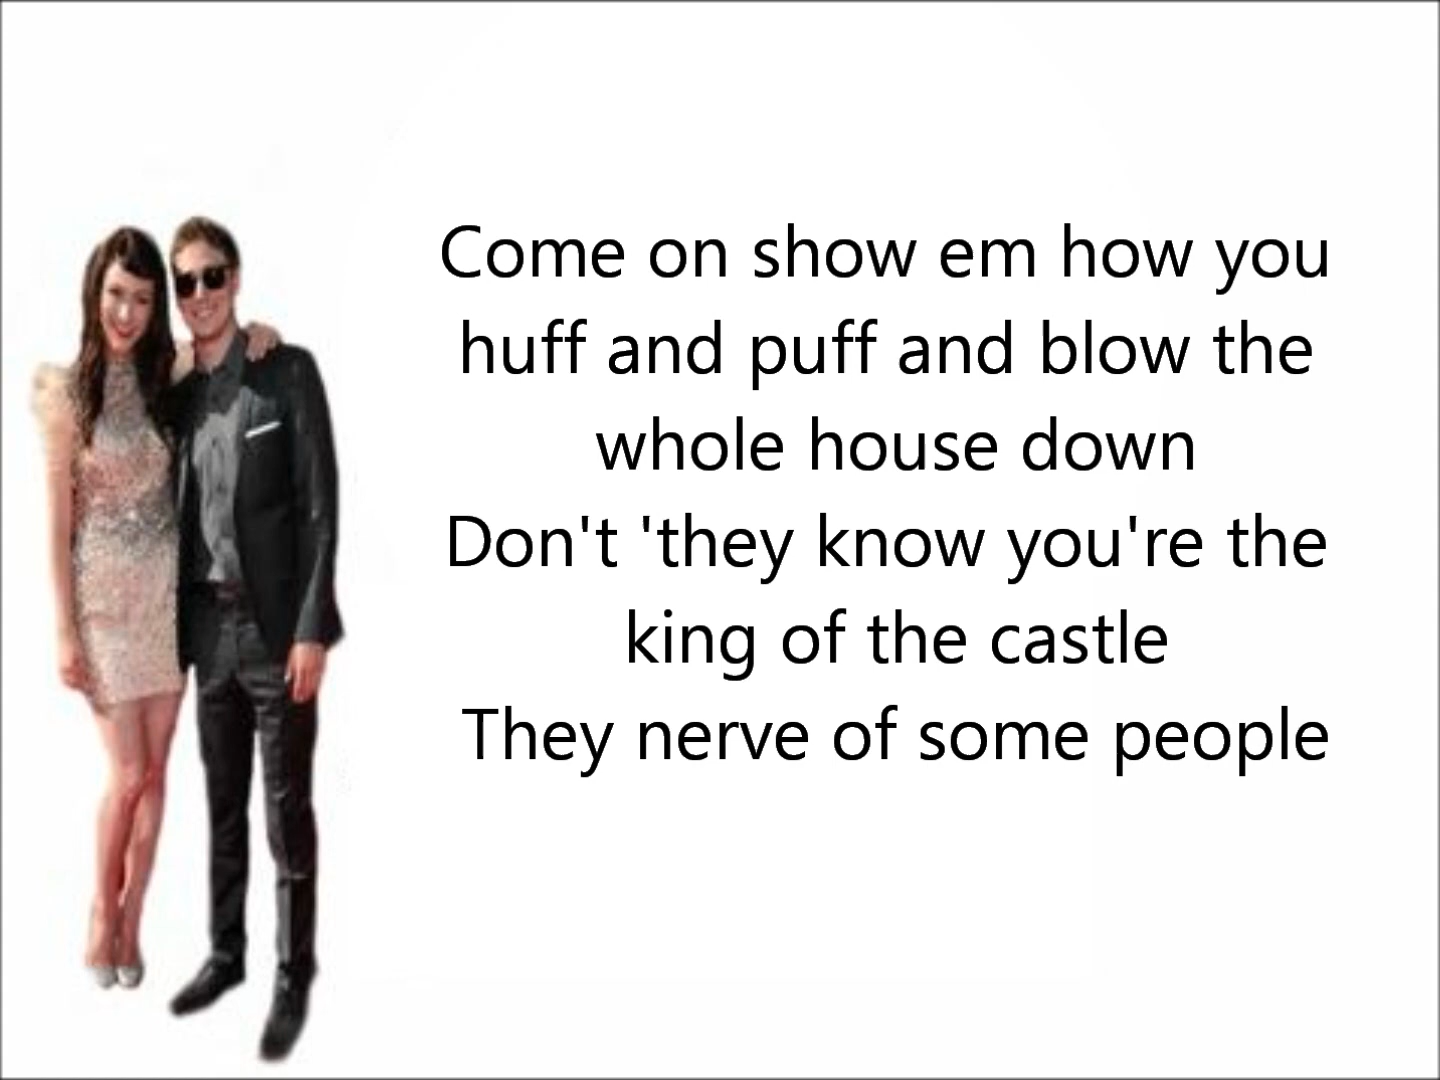 Come on show em how you
huff and puff and blow the
whole house down
Don't 'they know you're the
king of the castle
They nerve of some people